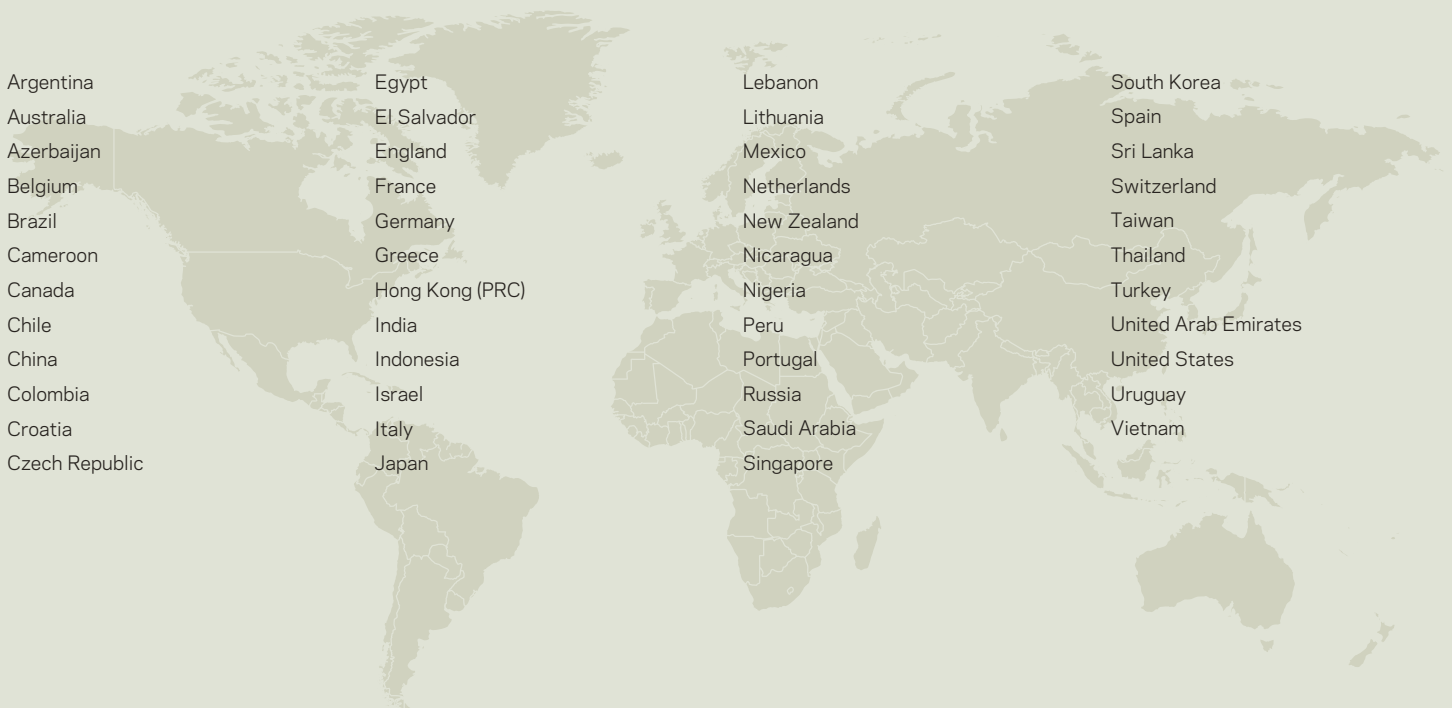 Argentina
Australia
Azerbaijan
Belgium
Brazil
Cameroon
Canada
Chile
China
Colombia
Croatia
Czech Republic
Egypt
El Salvador
England
France
Germany
Greece
Hong Kong (PRC)
India
Indonesia
Israel
Italy
Japan
Lebanon
Lithuania
Mexico
Netherlands
New Zealand
Nicaragua
Nigeria
Peru
Portugal
Russia
Saudi Arabia
Singapore
South Korea
Spain
Sri Lanka
Switzerland
Taiwan
Thailand
Turkey
United Arab Emirates
United States
Uruguay
Vietnam